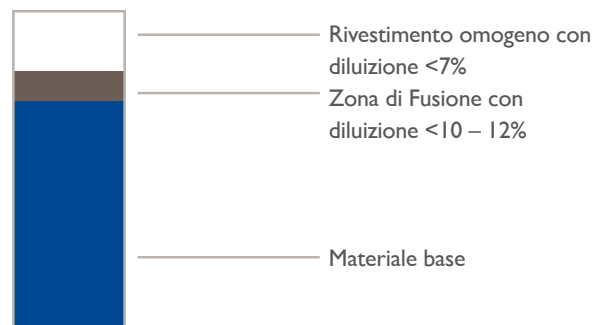 Rivestimento omogeno con
diluizione <7%
Zona di Fusione con
diluizione <10 – 12%
Materiale base